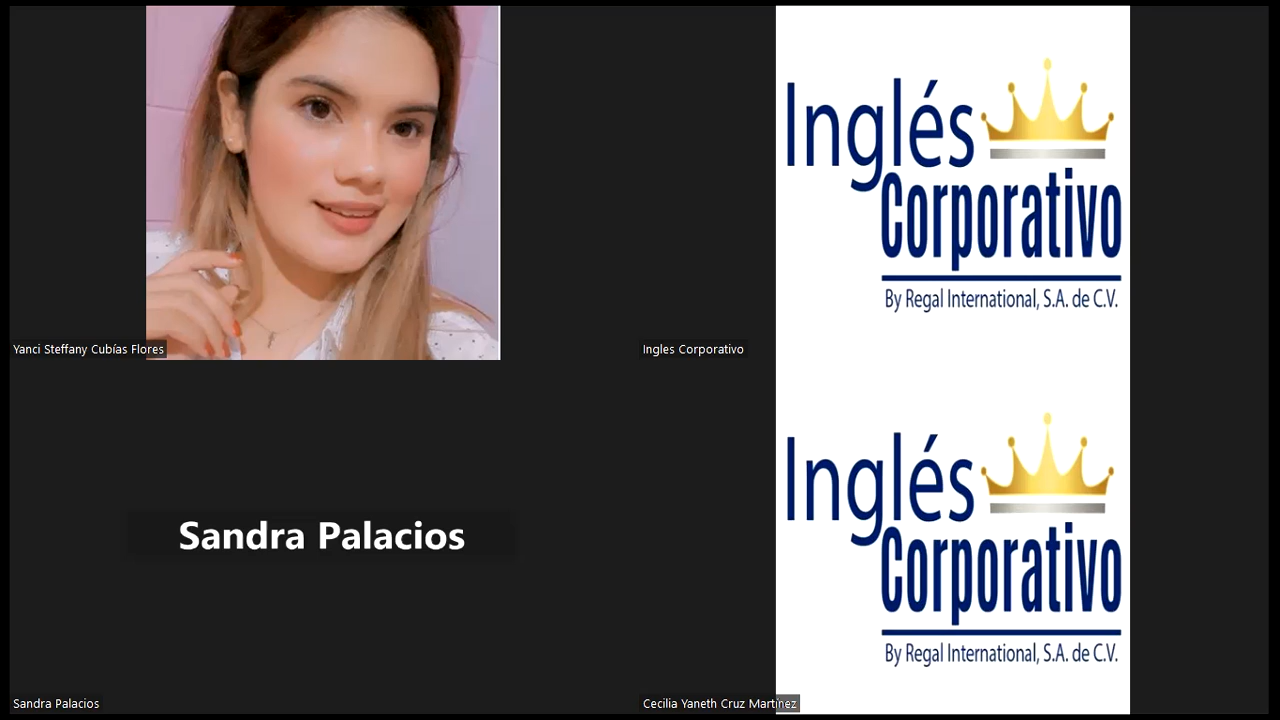 Yanci Steffany Cubías Flores
Inglés
Corporativo
By Regal International, S.A. de C.V.
Ingles Corporativo
Sandra Palacios
Sandra Palacios
Inglés
Corporativo
By Regal International, S.A. de C.V.
Cecilia Yaneth Cruz Martínez